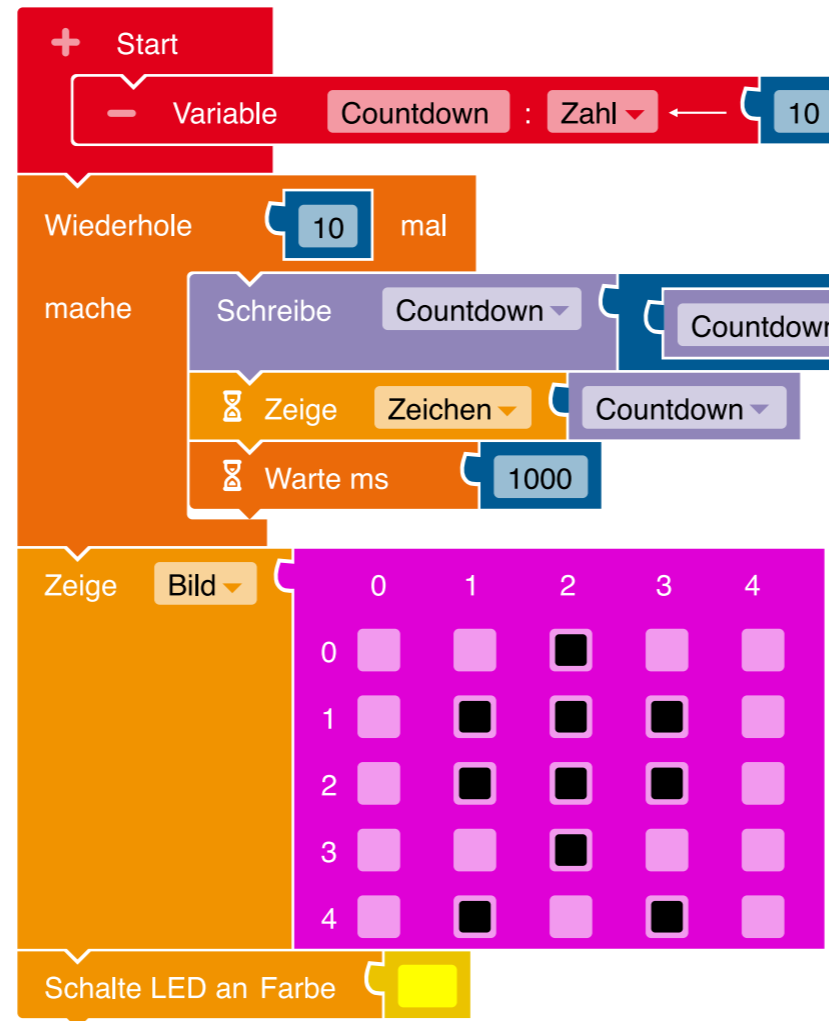 Start
Variable Countdown : Zahl ← 10
Wiederhole 10 mal
mache Schreibe Countdown
Zeige Zeichen Countdown
Warte ms 1000
Zeige Bild 0 1 2 3 4
0
1
2
3
4
Schalte LED an Farbe